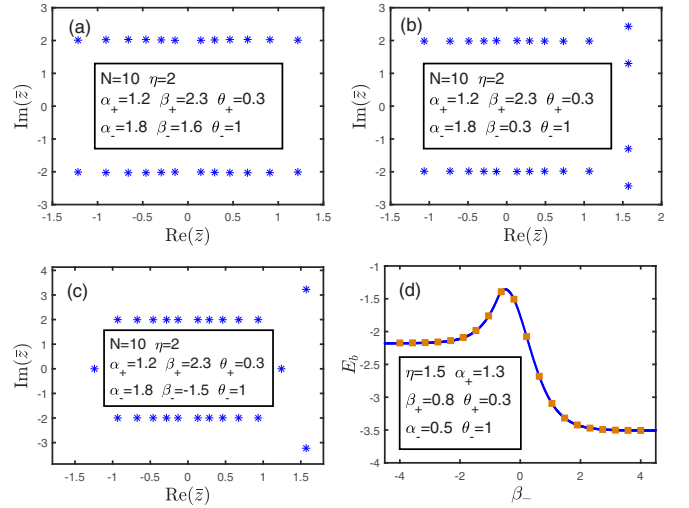 (a)
3
2
1
0
-1
-2
-3
Im(z̄)
N=10 η=2
α₊=1.2 β₊=2.3 θ₊=0.3
α₋=1.8 β₋=1.6 θ₋=1
-1.5 -1 -0.5 0 0.5 1 1.5
Re(z̄)
(b)
3
2
1
0
-1
-2
-3
Im(z̄)
N=10 η=2
α₊=1.2 β₊=2.3 θ₊=0.3
α₋=1.8 β₋=0.3 θ₋=1
-1.5 -1 -0.5 0 0.5 1 1.5 2
Re(z̄)
(c)
4
3
2
1
0
-1
-2
-3
Im(z̄)
N=10 η=2
α₊=1.2 β₊=2.3 θ₊=0.3
α₋=1.8 β₋=-1.5 θ₋=1
-1.5 -1 -0.5 0 0.5 1 1.5
Re(z̄)
(d)
-1
-1.5
-2
-2.5
-3
-3.5
-4
E_b
η=1.5 α₊=1.3
β₊=0.8 θ₊=0.3
α₋=0.5 θ₋=1
-4 -2 0 2 4
β₋